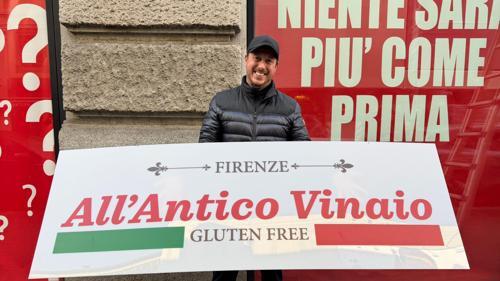 NIENTE SARÀ
PIU' COME
PRIMA
FIRENZE
All'Antico Vinaio
GLUTEN FREE
? ? ? ?